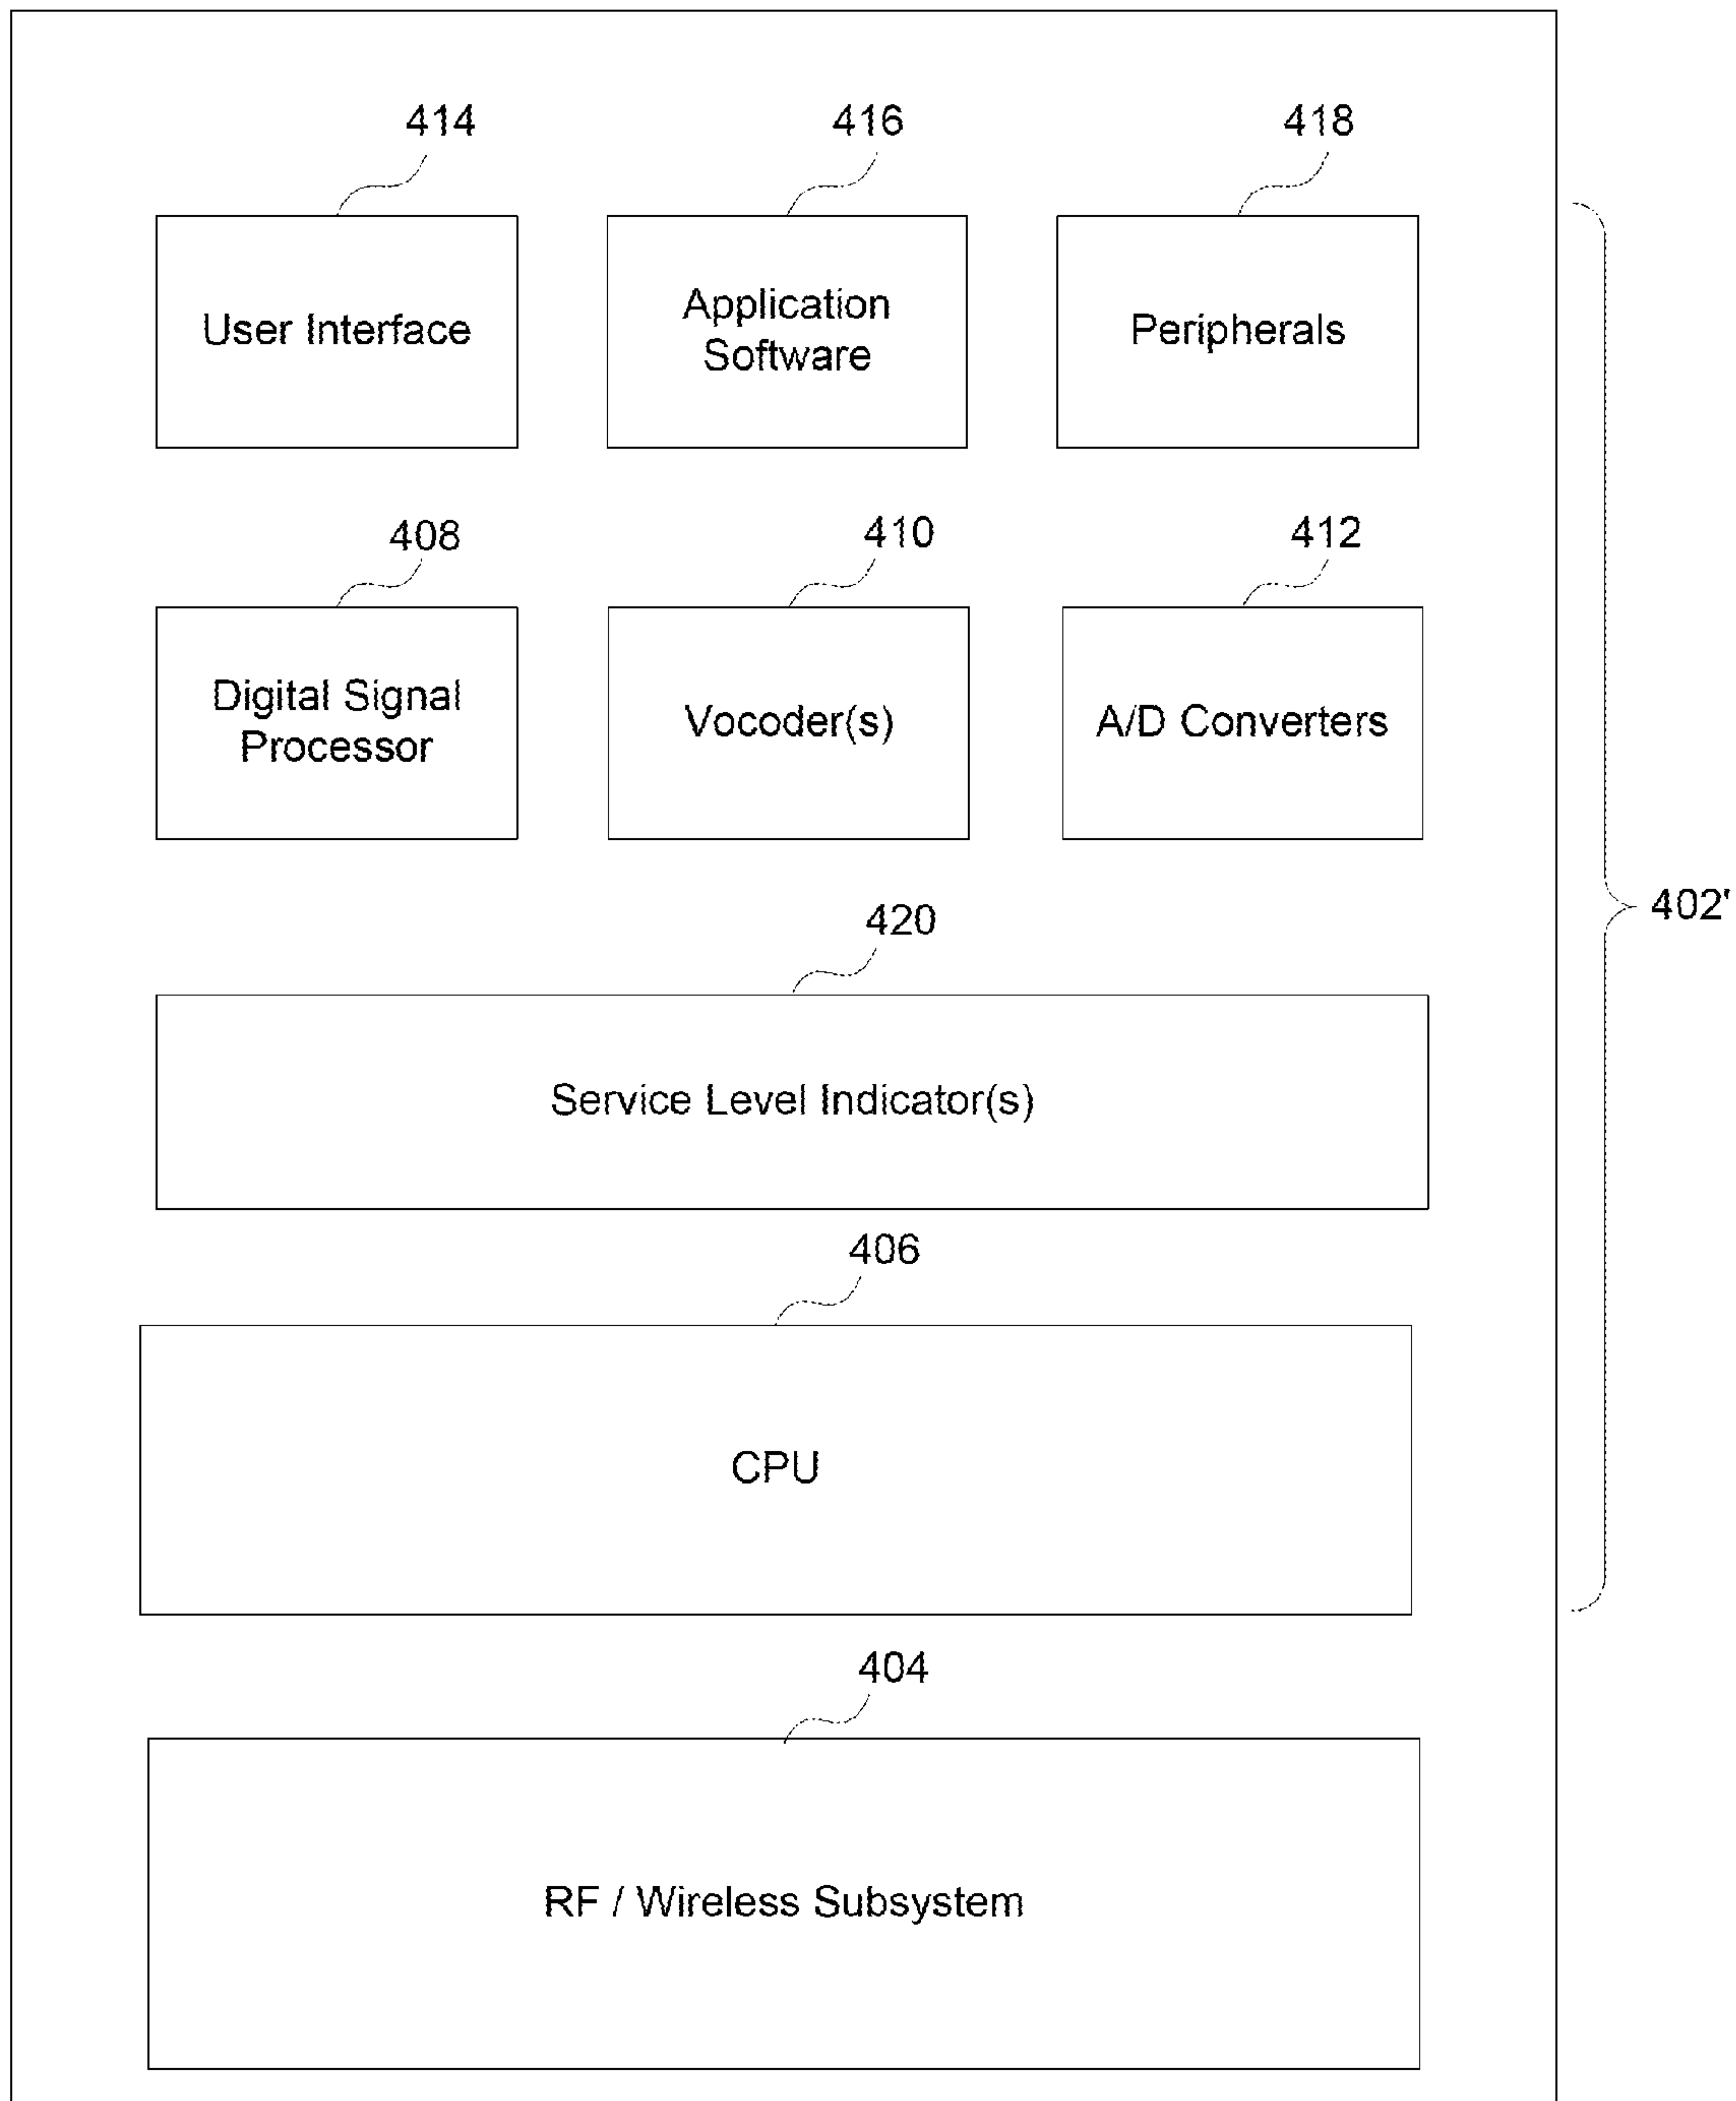 414
416
418
User Interface
Application
Software
Peripherals
408
410
412
Digital Signal
Processor
Vocoder(s)
A/D Converters
402'
420
Service Level Indicator(s)
406
CPU
404
RF / Wireless Subsystem